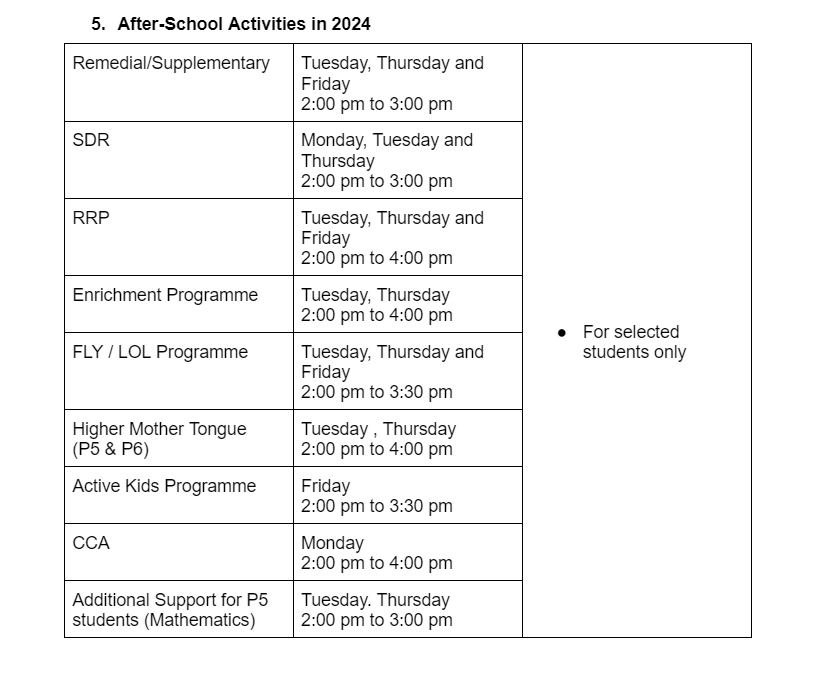 5. After-School Activities in 2024
Remedial/Supplementary
Tuesday, Thursday and
Friday
2:00 pm to 3:00 pm
SDR
Monday, Tuesday and
Thursday
2:00 pm to 3:00 pm
RRP
Tuesday, Thursday and
Friday
2:00 pm to 4:00 pm
Enrichment Programme
Tuesday, Thursday
2:00 pm to 4:00 pm
FLY / LOL Programme
Tuesday, Thursday and
Friday
2:00 pm to 3:30 pm
Higher Mother Tongue
(P5 & P6)
Tuesday , Thursday
2:00 pm to 4:00 pm
Active Kids Programme
Friday
2:00 pm to 3:30 pm
CCA
Monday
2:00 pm to 4:00 pm
Additional Support for P5
students (Mathematics)
Tuesday. Thursday
2:00 pm to 3:00 pm
● For selected
students only